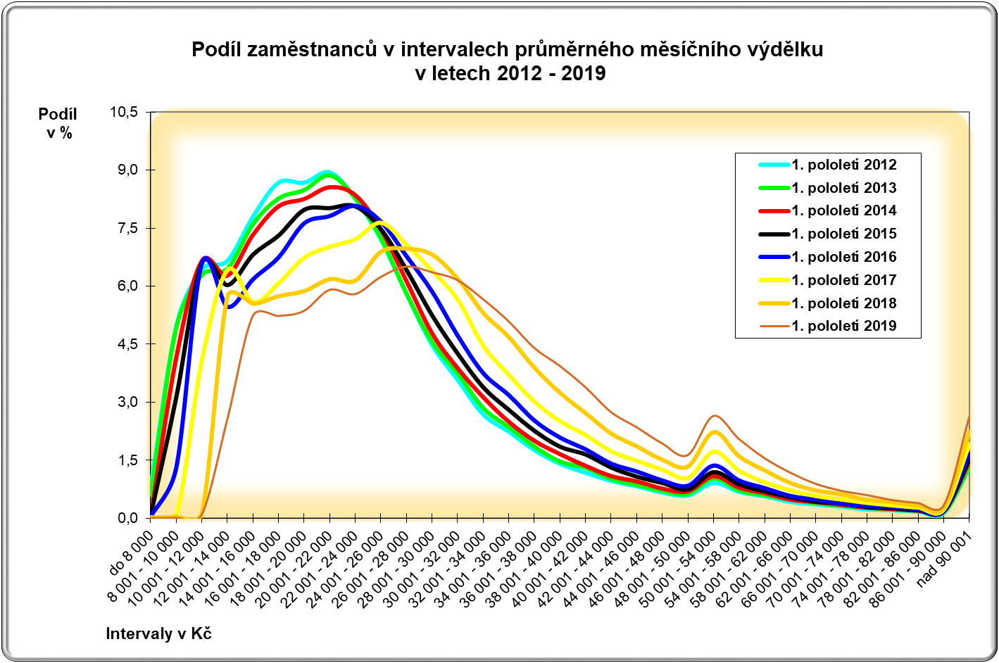 Podíl zaměstnanců v intervalech průměrného měsíčního výdělku
v letech 2012 - 2019
Podíl
v %
10,5
9,0
7,5
6,0
4,5
3,0
1,5
0,0
1. pololetí 2012
1. pololetí 2013
1. pololetí 2014
1. pololetí 2015
1. pololetí 2016
1. pololetí 2017
1. pololetí 2018
1. pololetí 2019
do 8 000
8 001 - 10 000
10 001 - 12 000
12 001 - 14 000
14 001 - 16 000
16 001 - 18 000
18 001 - 20 000
20 001 - 22 000
22 001 - 24 000
24 001 - 26 000
26 001 - 28 000
28 001 - 30 000
30 001 - 32 000
32 001 - 34 000
34 001 - 36 000
36 001 - 38 000
38 001 - 40 000
40 001 - 42 000
42 001 - 44 000
44 001 - 46 000
46 001 - 48 000
48 001 - 50 000
50 001 - 54 000
54 001 - 58 000
58 001 - 62 000
62 001 - 66 000
66 001 - 70 000
70 001 - 74 000
74 001 - 78 000
78 001 - 82 000
82 001 - 86 000
86 001 - 90 000
nad 90 001
Intervaly v Kč